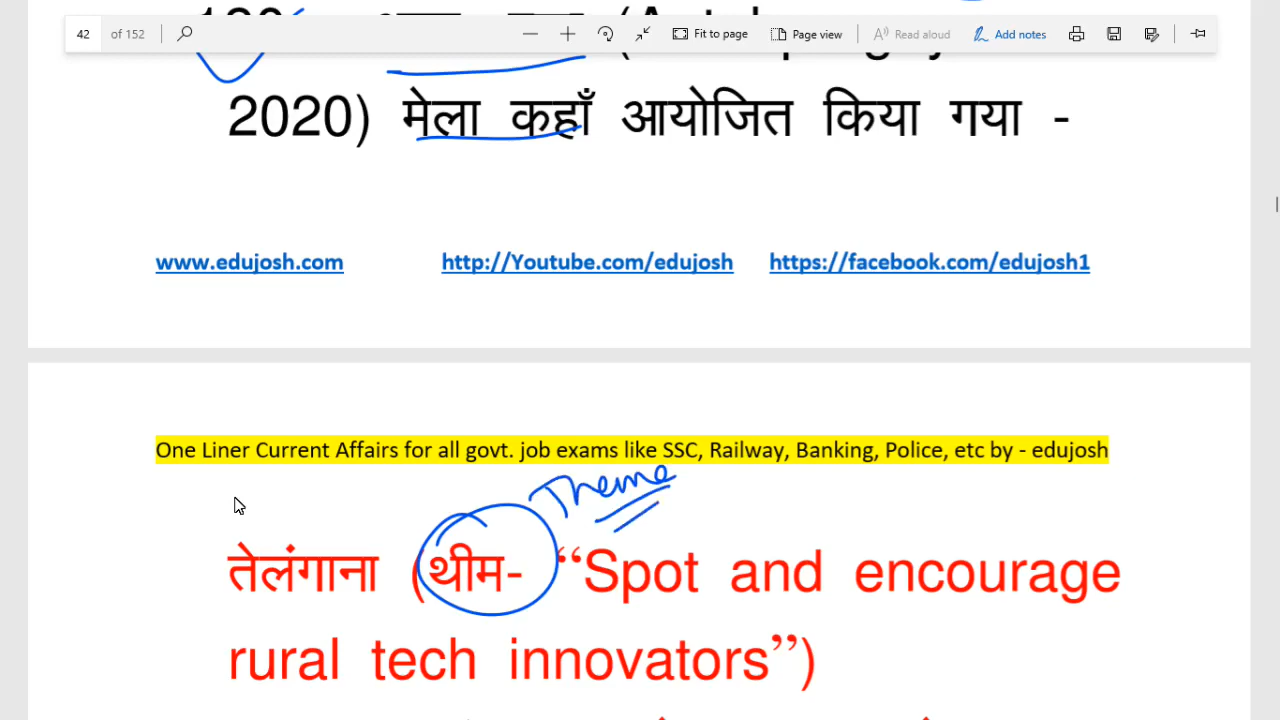 42 of 152 Fit to page Page view Read aloud Add notes
2020) मेला कहाँ आयोजित किया गया -
www.edujosh.com http://Youtube.com/edujosh https://facebook.com/edujosh1
One Liner Current Affairs for all govt. job exams like SSC, Railway, Banking, Police, etc by - edujosh
Theme
तेलंगाना (थीम- “Spot and encourage
rural tech innovators”)